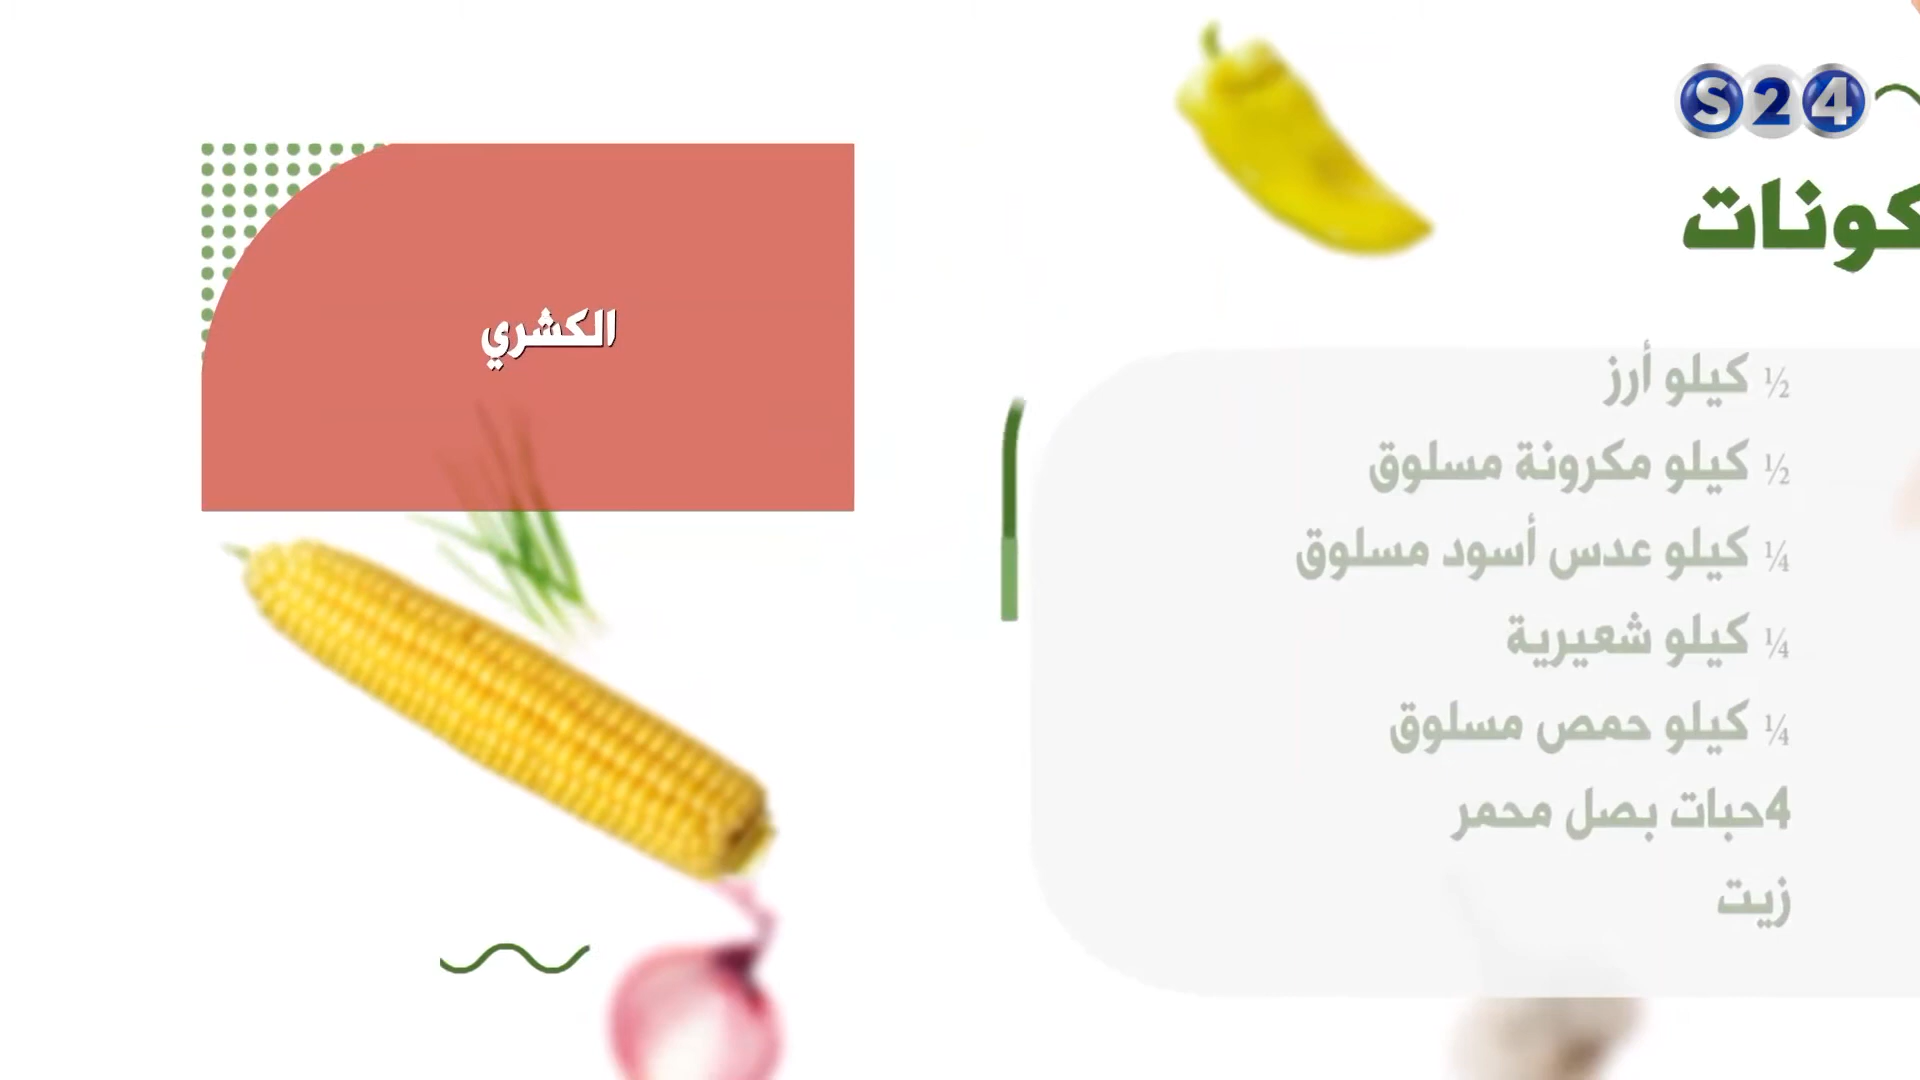 S24
كونات
الكشري
½ كيلو أرز
½ كيلو مكرونة مسلوق
¼ كيلو عدس أسود مسلوق
¼ كيلو شعيرية
¼ كيلو حمص مسلوق
4حبات بصل محمر
زيت